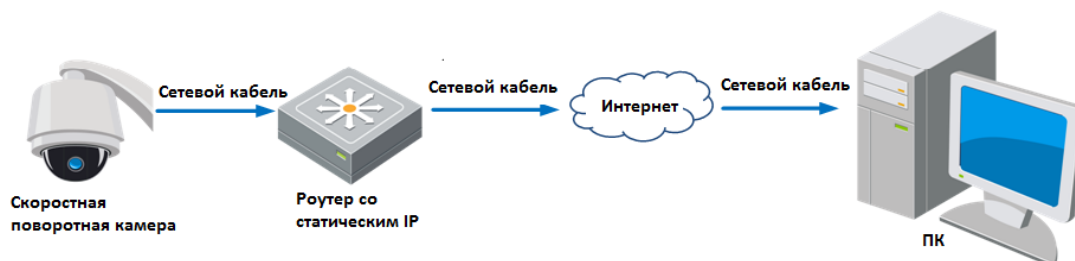 Сетевой кабель
Сетевой кабель
Интернет
Сетевой кабель
Скоростная
поворотная камера
Роутер со
статическим IP
ПК